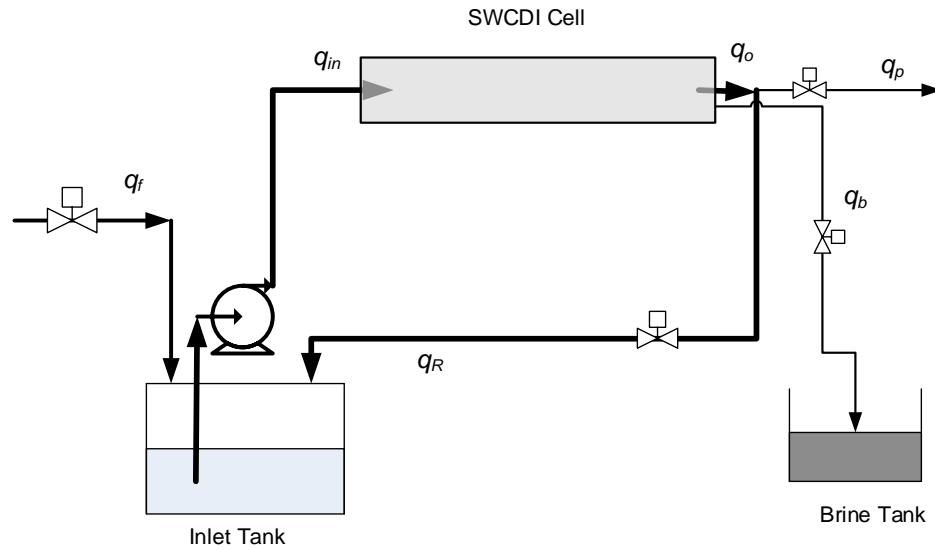 SWCDI Cell
q_in
q_o
q_p
q_f
q_b
q_R
Inlet Tank
Brine Tank